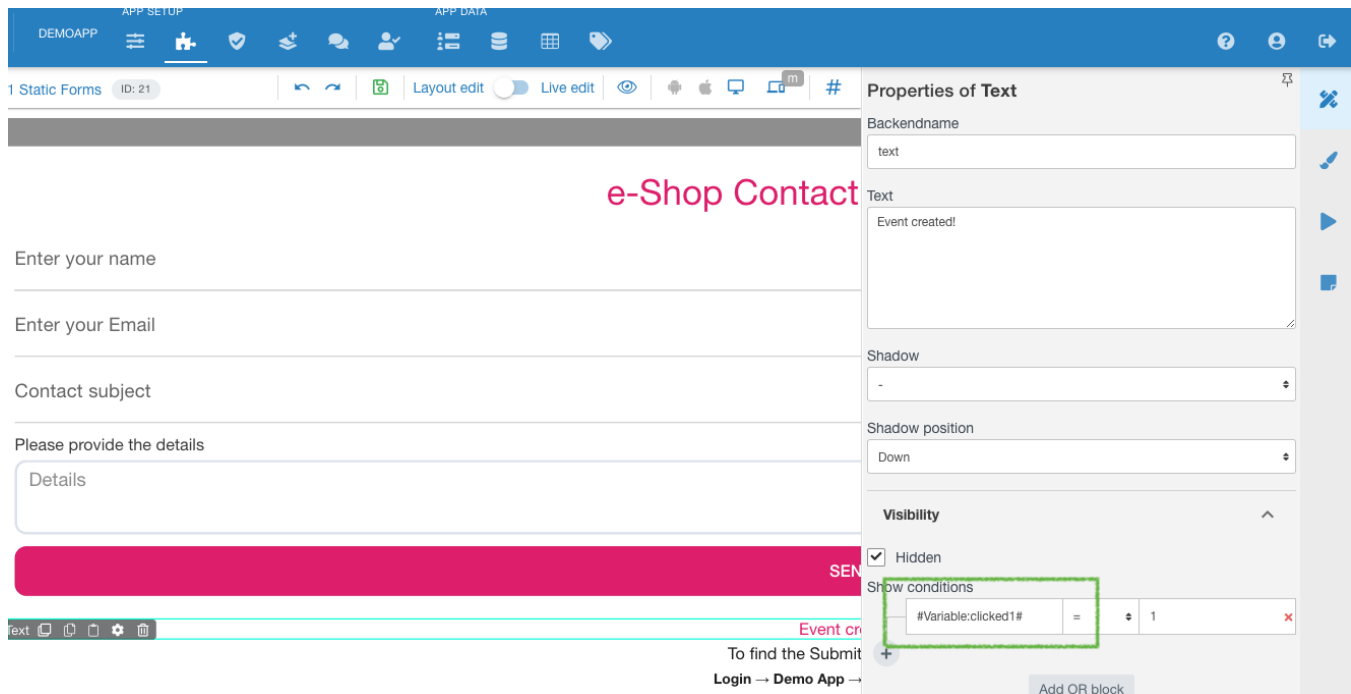 APP SETUP
APP DATA
DEMOAPP
1 Static Forms
ID: 21
Layout edit
Live edit
m
#
e-Shop Contact
Enter your name
Enter your Email
Contact subject
Please provide the details
Details
SEN
Text
Event cr
To find the Submit
Login → Demo App →
Properties of Text
Backendname
text
Text
Event created!
Shadow
-
Shadow position
Down
Visibility
Hidden
Show conditions
#Variable:clicked1# = 1
Add OR block